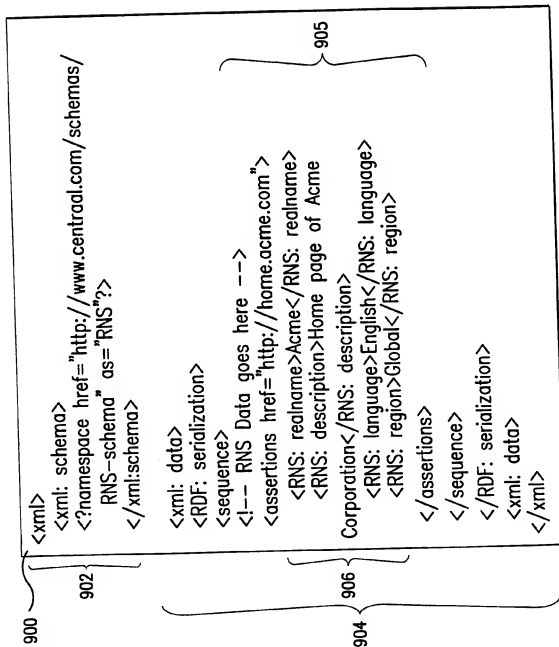 900
<xml>
<xml: schema>
<?namespace href="http://www.centraal.com/schemas/
RNS-schema" as="RNS"?>
</xml:schema>
902
<xml: data>
<RDF: serialization>
<sequence>
<!-- RNS Data goes here -->
<assertions href="http://home.acme.com">
<RNS: realname>Acme</RNS: realname>
<RNS: description>Home page of Acme
Corporation</RNS: description>
<RNS: language>English</RNS: language>
<RNS: region>Global</RNS: region>
</assertions>
</sequence>
</RDF: serialization>
<xml: data>
</xml>
904
906
905